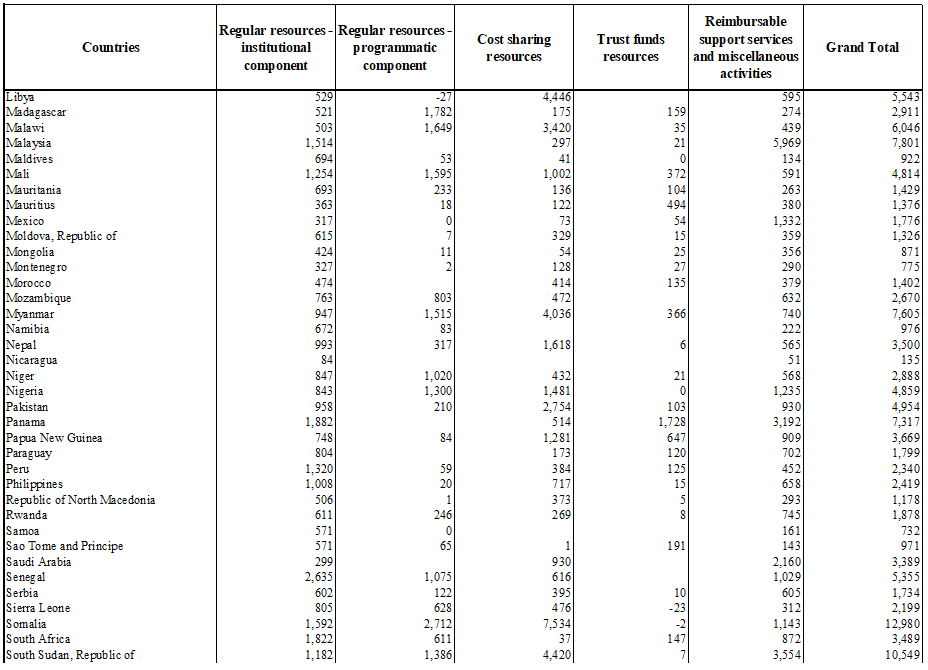 Countries Regular resources - institutional component Regular resources - programmatic component Cost sharing resources Trust funds resources Reimbursable support services and miscellaneous activities Grand Total
Libya 529 -27 4,446 595 5,543
Madagascar 521 1,782 175 159 274 2,911
Malawi 503 1,649 3,420 35 439 6,046
Malaysia 1,514 297 21 5,969 7,801
Maldives 694 53 41 0 134 922
Mali 1,254 1,595 1,002 372 591 4,814
Mauritania 693 233 136 104 263 1,429
Mauritius 363 18 122 494 380 1,376
Mexico 317 0 73 54 1,332 1,776
Moldova, Republic of 615 7 329 15 359 1,326
Mongolia 424 11 54 25 356 871
Montenegro 327 2 128 27 290 775
Morocco 474 414 135 379 1,402
Mozambique 763 803 472 632 2,670
Myanmar 947 1,515 4,036 366 740 7,605
Namibia 672 83 222 976
Nepal 993 317 1,618 6 565 3,500
Nicaragua 84 51 135
Niger 847 1,020 432 21 568 2,888
Nigeria 843 1,300 1,481 0 1,235 4,859
Pakistan 958 210 2,754 103 930 4,954
Panama 1,882 514 1,728 3,192 7,317
Papua New Guinea 748 84 1,281 647 909 3,669
Paraguay 804 173 120 702 1,799
Peru 1,320 59 384 125 452 2,340
Philippines 1,008 20 717 15 658 2,419
Republic of North Macedonia 506 1 373 5 293 1,178
Rwanda 611 246 269 8 745 1,878
Samoa 571 0 161 732
Sao Tome and Principe 571 65 1 191 143 971
Saudi Arabia 299 930 2,160 3,389
Senegal 2,635 1,075 616 1,029 5,355
Serbia 602 122 395 10 605 1,734
Sierra Leone 805 628 476 -23 312 2,199
Somalia 1,592 2,712 7,534 -2 1,143 12,980
South Africa 1,822 611 37 147 872 3,489
South Sudan, Republic of 1,182 1,386 4,420 7 3,554 10,549